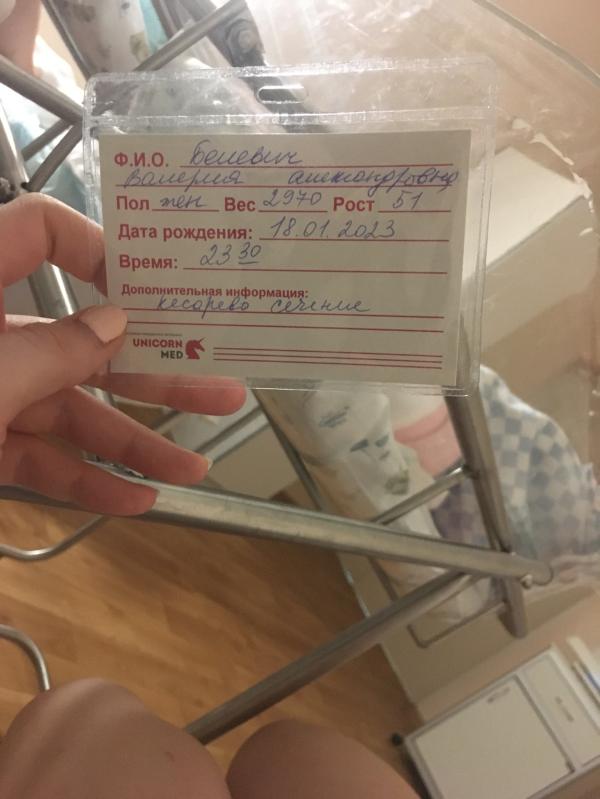 Ф.И.О. Белевич
Валерия Александровна
Пол жен Вес 2970 Рост 51
Дата рождения: 18.01.2023
Время: 23 30
Дополнительная информация:
кесарево сечение
UNICORN
MED